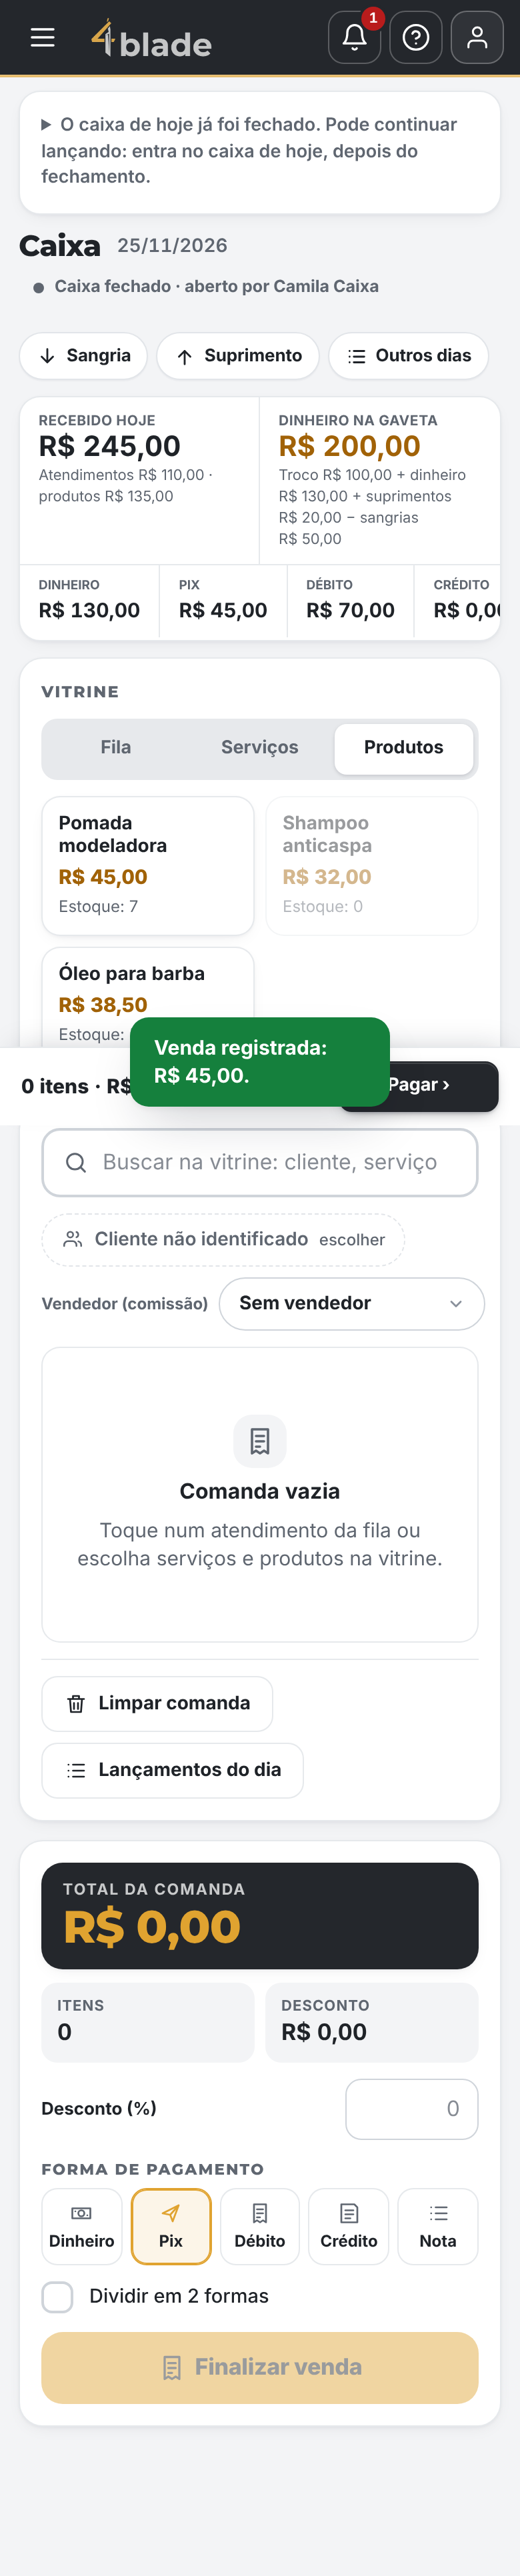 4blade
1
▶ O caixa de hoje já foi fechado. Pode continuar
lançando: entra no caixa de hoje, depois do
fechamento.
Caixa 25/11/2026
Caixa fechado · aberto por Camila Caixa
Sangria
Suprimento
Outros dias
RECEBIDO HOJE
R$ 245,00
Atendimentos R$ 110,00 ·
produtos R$ 135,00
DINHEIRO NA GAVETA
R$ 200,00
Troco R$ 100,00 + dinheiro
R$ 130,00 + suprimentos
R$ 20,00 − sangrias
R$ 50,00
DINHEIRO
R$ 130,00
PIX
R$ 45,00
DÉBITO
R$ 70,00
CRÉDITO
R$ 0,0
VITRINE
Fila
Serviços
Produtos
Pomada
modeladora
R$ 45,00
Estoque: 7
Shampoo
anticaspa
R$ 32,00
Estoque: 0
Óleo para barba
R$ 38,50
Estoque:
Venda registrada:
R$ 45,00.
0 itens · R$
Pagar ›
Buscar na vitrine: cliente, serviço
Cliente não identificado escolher
Vendedor (comissão)
Sem vendedor
Comanda vazia
Toque num atendimento da fila ou
escolha serviços e produtos na vitrine.
Limpar comanda
Lançamentos do dia
TOTAL DA COMANDA
R$ 0,00
ITENS
0
DESCONTO
R$ 0,00
Desconto (%)
0
FORMA DE PAGAMENTO
Dinheiro
Pix
Débito
Crédito
Nota
Dividir em 2 formas
Finalizar venda